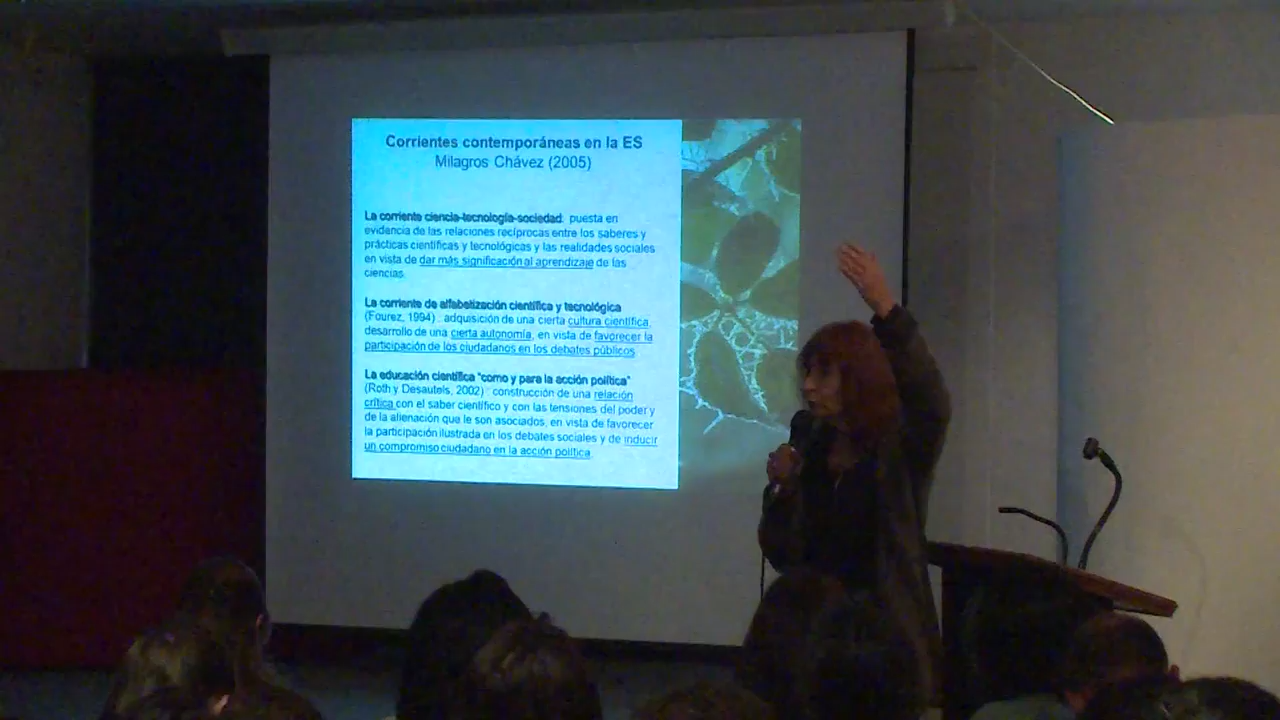 Corrientes contemporáneas en la ES
Milagros Chávez (2005)
La corriente ciencia-tecnología-sociedad: puesta en
evidencia de las relaciones recíprocas entre los saberes y
prácticas científicas y tecnológicas y las realidades sociales
en vista de dar más significación al aprendizaje de las
ciencias.
La corriente de alfabetización científica y tecnológica
(Fourez, 1994) : adquisición de una cierta cultura científica,
desarrollo de una cierta autonomía, en vista de favorecer la
participación de los ciudadanos en los debates públicos.
La educación científica "como y para la acción política"
(Roth y Desautels, 2002) : construcción de una relación
crítica con el saber científico y con las tensiones del poder y
de la alienación que le son asociados, en vista de favorecer
la participación ilustrada en los debates sociales y de inducir
un compromiso ciudadano en la acción política.